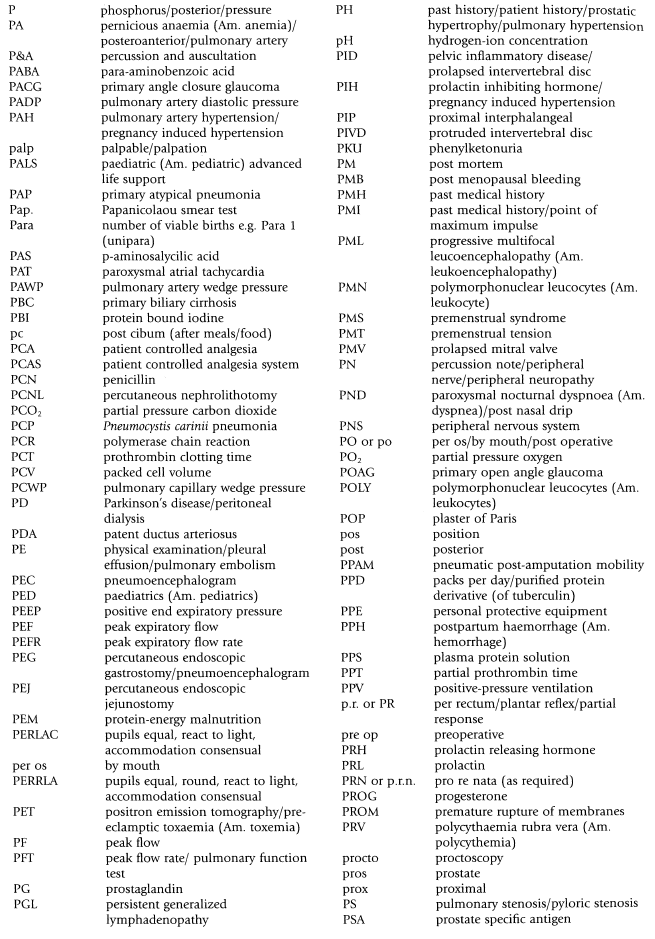 P phosphorus/posterior/pressure
PA pernicious anaemia (Am. anemia)/
posteroanterior/pulmonary artery
P&A percussion and auscultation
PABA para-aminobenzoic acid
PACG primary angle closure glaucoma
PADP pulmonary artery diastolic pressure
PAH pulmonary artery hypertension/
pregnancy induced hypertension
palp palpable/palpation
PALS paediatric (Am. pediatric) advanced
life support
PAP primary atypical pneumonia
Pap. Papanicolaou smear test
Para number of viable births e.g. Para 1
(unipara)
PAS p-aminosalycilic acid
PAT paroxysmal atrial tachycardia
PAWP pulmonary artery wedge pressure
PBC primary biliary cirrhosis
PBI protein bound iodine
pc post cibum (after meals/food)
PCA patient controlled analgesia
PCAS patient controlled analgesia system
PCN penicillin
PCNL percutaneous nephrolithotomy
PCO₂ partial pressure carbon dioxide
PCP Pneumocystis carinii pneumonia
PCR polymerase chain reaction
PCT prothrombin clotting time
PCV packed cell volume
PCWP pulmonary capillary wedge pressure
PD Parkinson's disease/peritoneal
dialysis
PDA patent ductus arteriosus
PE physical examination/pleural
effusion/pulmonary embolism
PEC pneumoencephalogram
PED paediatrics (Am. pediatrics)
PEEP positive end expiratory pressure
PEF peak expiratory flow
PEFR peak expiratory flow rate
PEG percutaneous endoscopic
gastrostomy/pneumoencephalogram
PEJ percutaneous endoscopic
jejunostomy
PEM protein-energy malnutrition
PERLAC pupils equal, react to light,
accommodation consensual
per os by mouth
PERRLA pupils equal, round, react to light,
accommodation consensual
PET positron emission tomography/pre-
eclamptic toxaemia (Am. toxemia)
PF peak flow
PFT peak flow rate/ pulmonary function
test
PG prostaglandin
PGL persistent generalized
lymphadenopathy
PH past history/patient history/prostatic
hypertrophy/pulmonary hypertension
pH hydrogen-ion concentration
PID pelvic inflammatory disease/
prolapsed intervertebral disc
PIH prolactin inhibiting hormone/
pregnancy induced hypertension
PIP proximal interphalangeal
PIVD protruded intervertebral disc
PKU phenylketonuria
PM post mortem
PMB post menopausal bleeding
PMH past medical history
PMI past medical history/point of
maximum impulse
PML progressive multifocal
leucoencephalopathy (Am.
leukoencephalopathy)
PMN polymorphonuclear leucocytes (Am.
leukocyte)
PMS premenstrual syndrome
PMT premenstrual tension
PMV prolapsed mitral valve
PN percussion note/peripheral
nerve/peripheral neuropathy
PND paroxysmal nocturnal dyspnoea (Am.
dyspnea)/post nasal drip
PNS peripheral nervous system
PO or po per os/by mouth/post operative
PO₂ partial pressure oxygen
POAG primary open angle glaucoma
POLY polymorphonuclear leucocytes (Am.
leukocytes)
POP plaster of Paris
pos position
post posterior
PPAM pneumatic post-amputation mobility
PPD packs per day/purified protein
derivative (of tuberculin)
PPE personal protective equipment
PPH postpartum haemorrhage (Am.
hemorrhage)
PPS plasma protein solution
PPT partial prothrombin time
PPV positive-pressure ventilation
p.r. or PR per rectum/plantar reflex/partial
response
pre op preoperative
PRH prolactin releasing hormone
PRL prolactin
PRN or p.r.n. pro re nata (as required)
PROG progesterone
PROM premature rupture of membranes
PRV polycythaemia rubra vera (Am.
polycythemia)
procto proctoscopy
pros prostate
prox proximal
PS pulmonary stenosis/pyloric stenosis
PSA prostate specific antigen